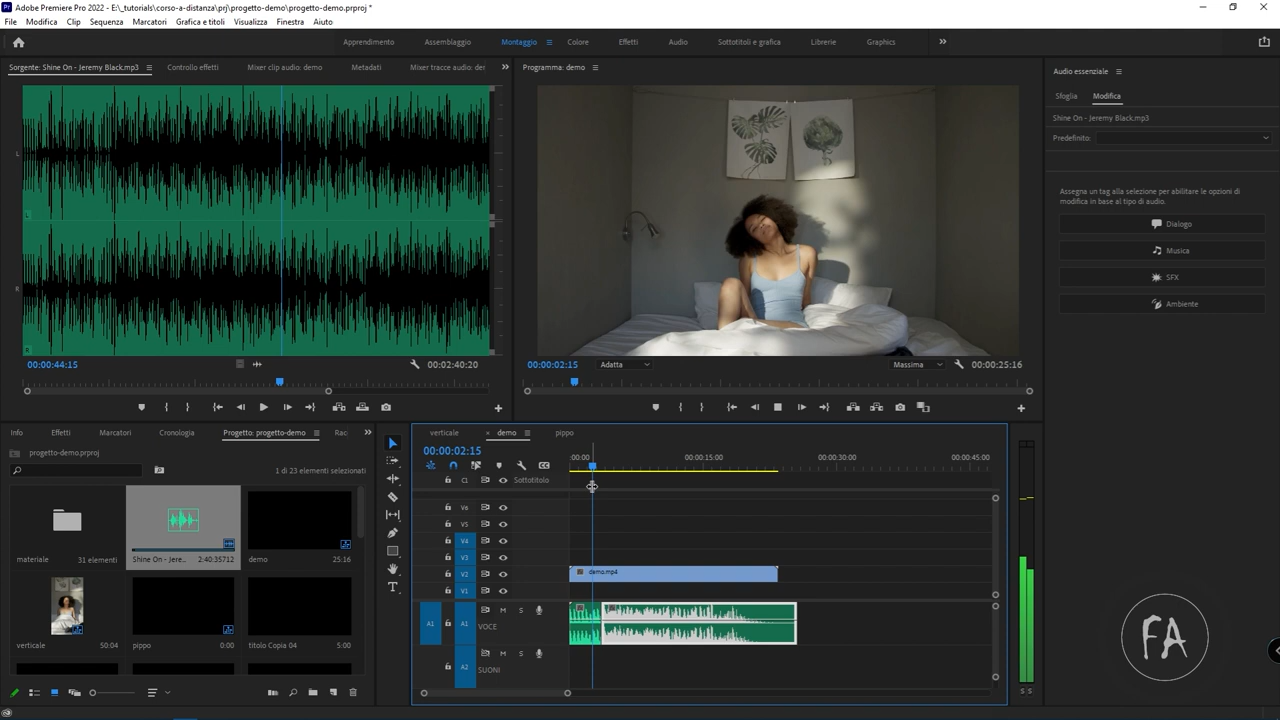 Adobe Premiere Pro 2022 - E:\_tutorials\corso-a-distanza\prj\progetto-demo\progetto-demo.prproj *
File Modifica Clip Sequenza Marcatori Grafica e titoli Visualizza Finestra Aiuto
Apprendimento Assemblaggio Montaggio Colore Effetti Audio Sottotitoli e grafica Librerie Graphics
Sorgente: Shine On - Jeremy Black.mp3 Controllo effetti Mixer clip audio: demo Metadati Mixer tracce audio: der
Programma: demo
Audio essenziale
Sfoglia Modifica
Shine On - Jeremy Black.mp3
Predefinito:
Assegna un tag alla selezione per abilitare le opzioni di
modifica in base al tipo di audio.
Dialogo
Musica
SFX
Ambiente
L
R
00:00:44:15 00:02:40:20
00:00:02:15 Adatta Massima 00:00:25:16
Info Effetti Marcatori Cronologia Progetto: progetto-demo Rac
progetto-demo.prproj
1 di 23 elementi selezionati
materiale 31 elementi
Shine On - Jere... 2:40:35712
demo 25:16
verticale 50:04
pippo 0:00
titolo Copia 04 5:00
verticale × demo pippo
00:00:02:15
:00:00 00:00:15:00 00:00:30:00 00:00:45:00
C1 Sottotitolo
V6
V5
V4
V3
V2 demo.mp4
V1
A1 A1 M S
VOCE
A2 M S
SUONI
S S
FA